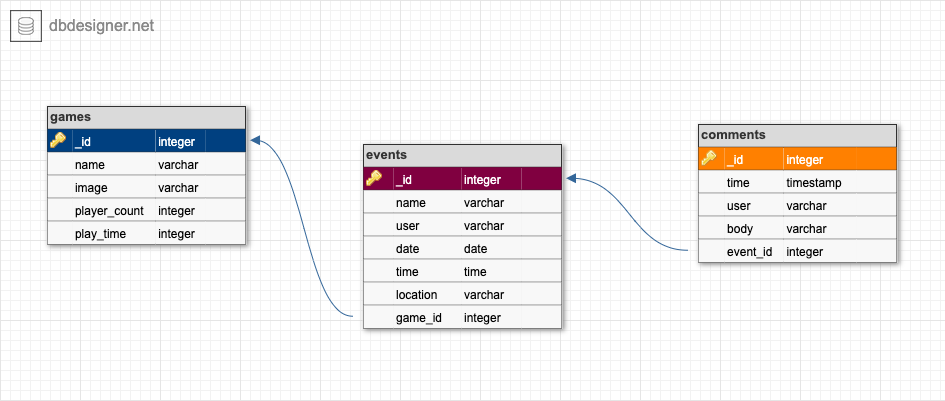 dbdesigner.net
games
_id integer
name varchar
image varchar
player_count integer
play_time integer
events
_id integer
name varchar
user varchar
date date
time time
location varchar
game_id integer
comments
_id integer
time timestamp
user varchar
body varchar
event_id integer